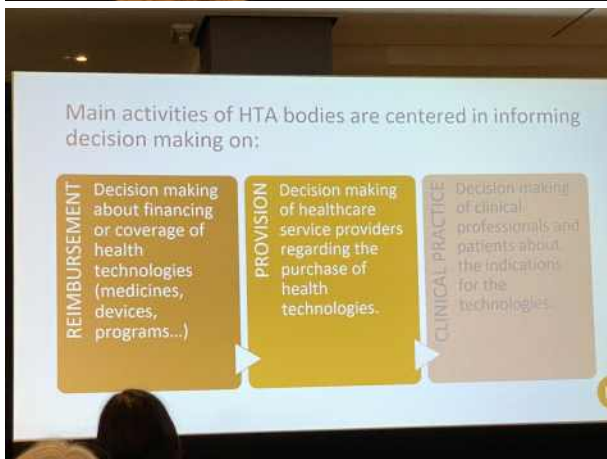 Main activities of HTA bodies are centered in informing
decision making on:
REIMBURSEMENT
Decision making
about financing
or coverage of
health
technologies
(medicines,
devices,
programs...)
PROVISION
Decision making
of healthcare
service providers
regarding the
purchase of
health
technologies.
CLINICAL PRACTICE
Decision making
of clinical
professionals and
patients about
the indications
for the
technologies.